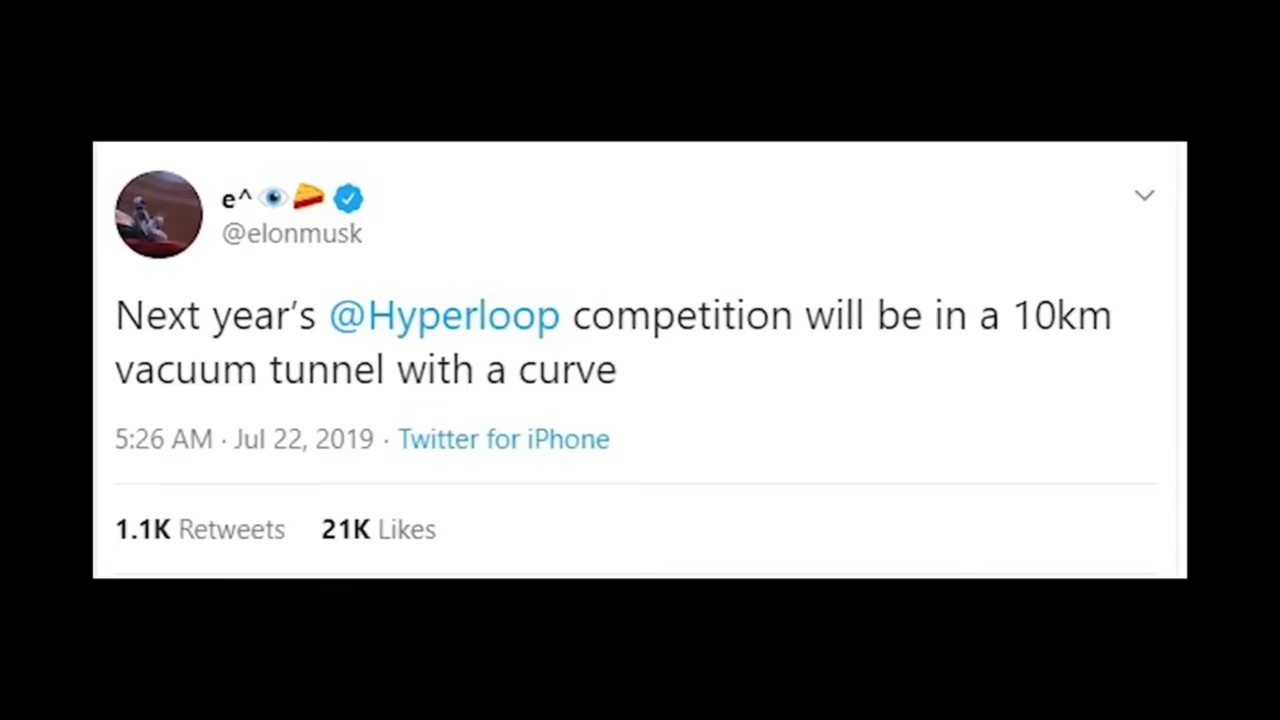 e^👁️🍰
@elonmusk
Next year's @Hyperloop competition will be in a 10km
vacuum tunnel with a curve
5:26 AM · Jul 22, 2019 · Twitter for iPhone
1.1K Retweets 21K Likes